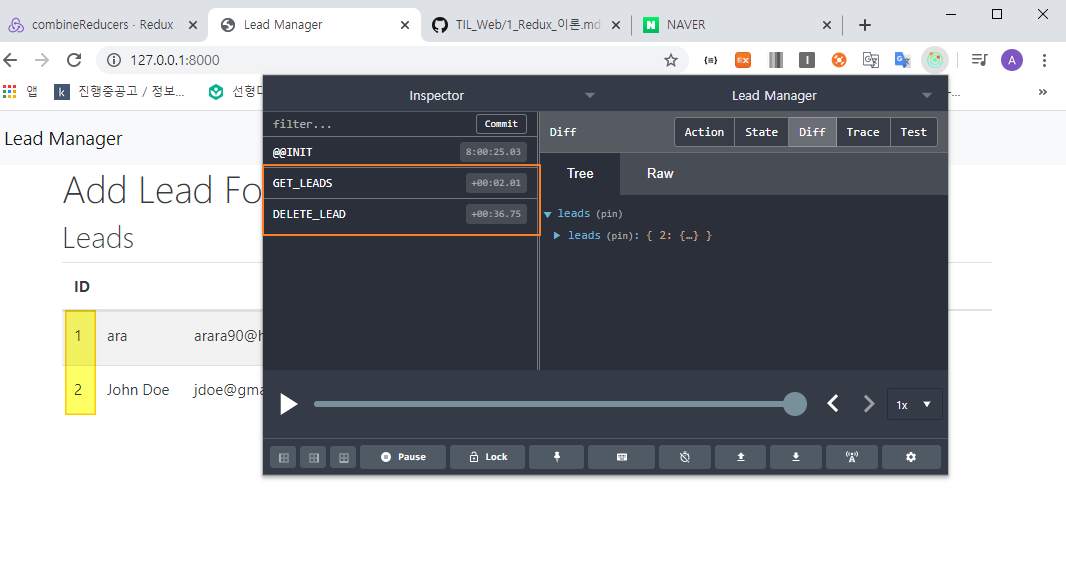 combineReducers - Redux
Lead Manager
TIL_Web/1_Redux_이론.md
NAVER
127.0.0.1:8000
A
앱
k
진행중공고 / 정보...
선형다
Lead Manager
Add Lead Fo
Leads
ID
1 ara arara90@h
2 John Doe jdoe@gma
Inspector
Lead Manager
filter...
Commit
@@INIT 8:00:25.03
GET_LEADS +00:02.01
DELETE_LEAD +00:36.75
Diff
Action State Diff Trace Test
Tree Raw
leads (pin)
leads (pin): { 2: {…} }
1x
Pause
Lock